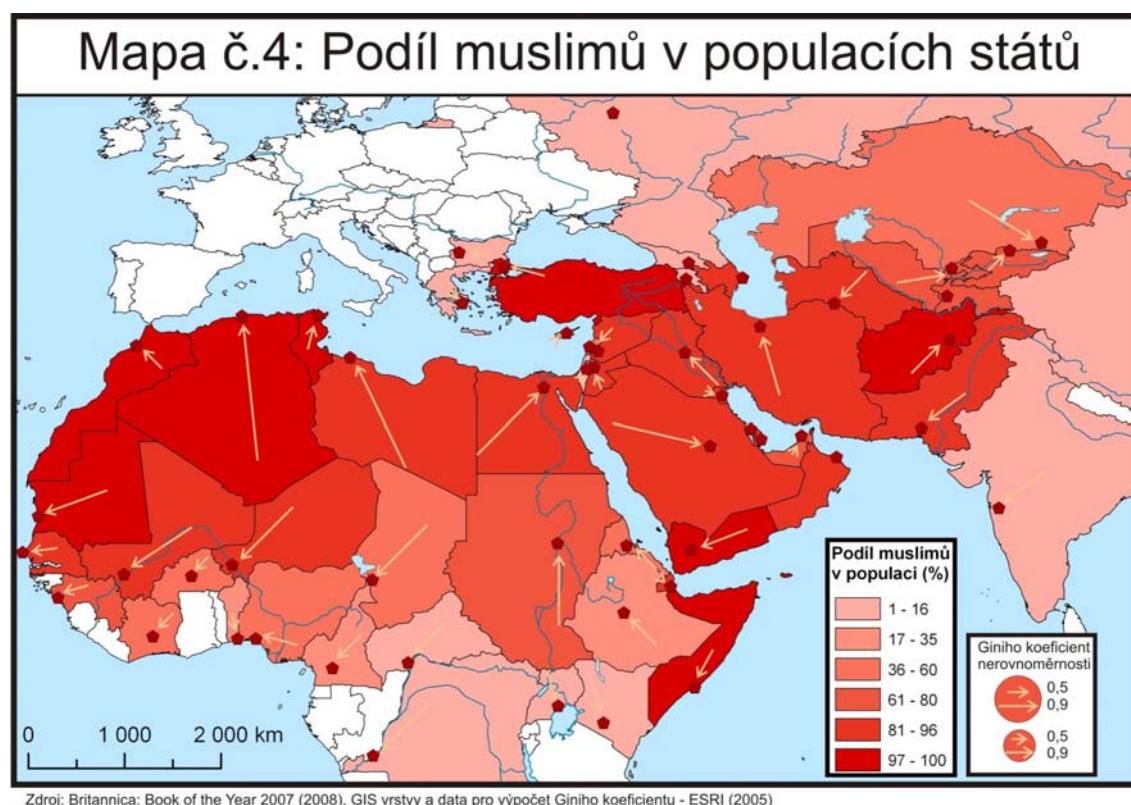 Mapa č.4: Podíl muslimů v populacích států
Podíl muslimů
v populaci (%)
1 - 16
17 - 35
36 - 60
61 - 80
81 - 96
97 - 100
Giniho koeficient
nerovnoměrnosti
0,5
0,9
0,5
0,9
0 1 000 2 000 km
Zdroj: Britannica: Book of the Year 2007 (2008), GIS vrstvy a data pro výpočet Giniho koeficientu - ESRI (2005)